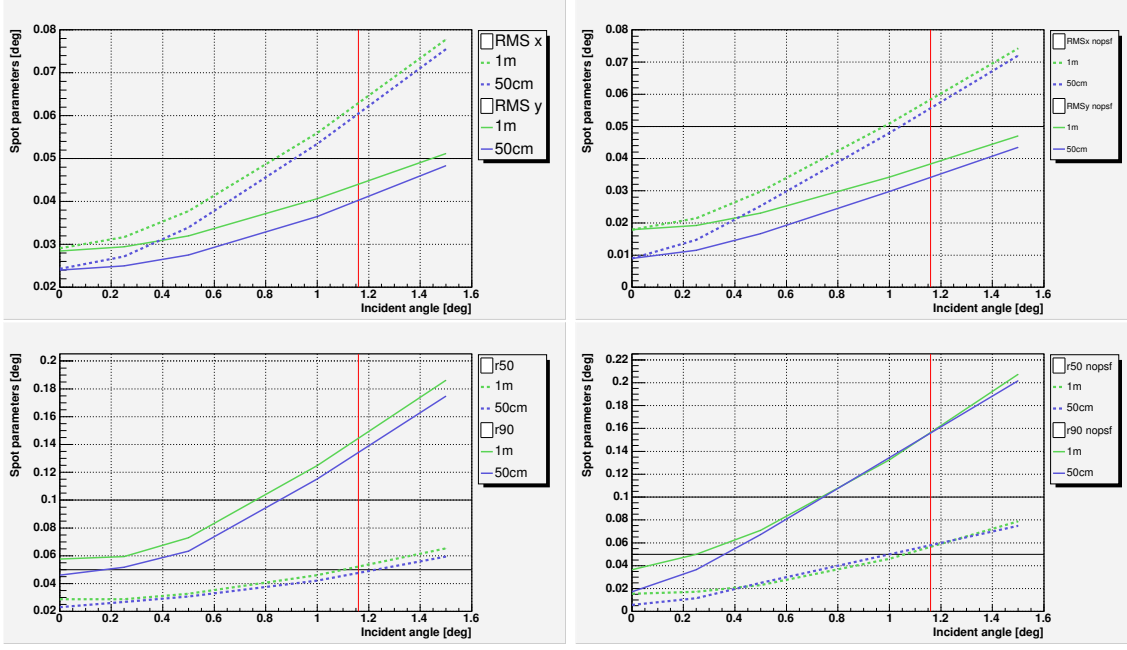 Spot parameters [deg]
0.08
0.07
0.06
0.05
0.04
0.03
0.02
0 0.2 0.4 0.6 0.8 1 1.2 1.4 1.6
Incident angle [deg]
RMS x
1m
50cm
RMS y
1m
50cm
Spot parameters [deg]
0.08
0.07
0.06
0.05
0.04
0.03
0.02
0.01
0
0 0.2 0.4 0.6 0.8 1 1.2 1.4 1.6
Incident angle [deg]
RMSx nopsf
1m
50cm
RMSy nopsf
1m
50cm
Spot parameters [deg]
0.2
0.18
0.16
0.14
0.12
0.1
0.08
0.06
0.04
0.02
0 0.2 0.4 0.6 0.8 1 1.2 1.4 1.6
Incident angle [deg]
r50
1m
50cm
r90
1m
50cm
Spot parameters [deg]
0.22
0.2
0.18
0.16
0.14
0.12
0.1
0.08
0.06
0.04
0.02
0
0 0.2 0.4 0.6 0.8 1 1.2 1.4 1.6
Incident angle [deg]
r50 nopsf
1m
50cm
r90 nopsf
1m
50cm